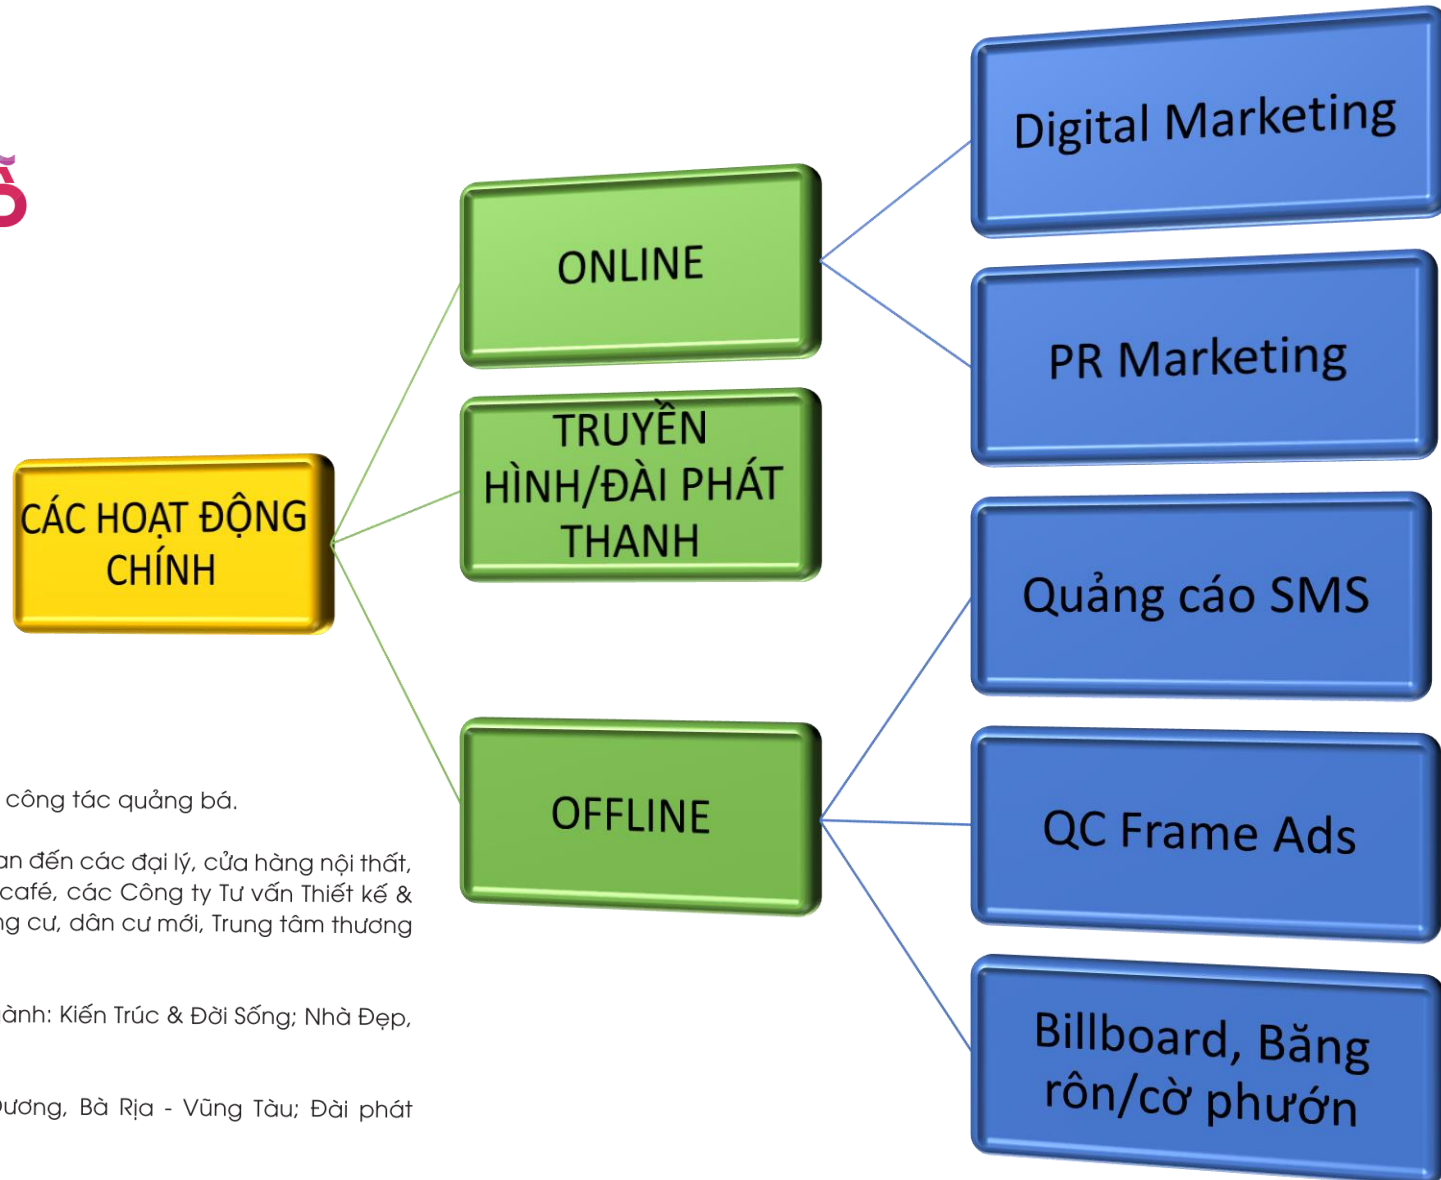 CÁC HOẠT ĐỘNG
CHÍNH
ONLINE
TRUYỀN
HÌNH/ĐÀI PHÁT
THANH
OFFLINE
Digital Marketing
PR Marketing
Quảng cáo SMS
QC Frame Ads
Billboard, Băng
rôn/cờ phướn
công tác quảng bá.
đến các đại lý, cửa hàng nội thất,
café, các Công ty Tư vấn Thiết kế &
cư, dân cư mới, Trung tâm thương
Kiến Trúc & Đời Sống; Nhà Đẹp,
Dương, Bà Rịa - Vũng Tàu; Đài phát